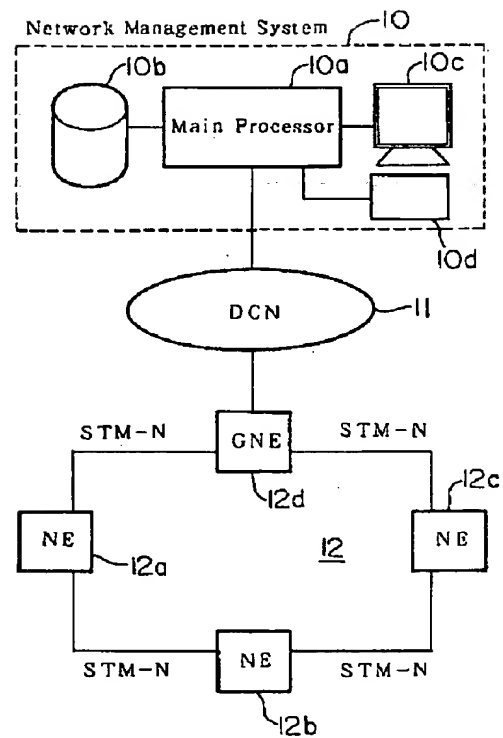 Network Management System
10
10b
10a
10c
Main Processor
10d
DCN
11
STM-N
GNE
STM-N
12d
12c
NE
12a
12
NE
STM-N
NE
STM-N
12b